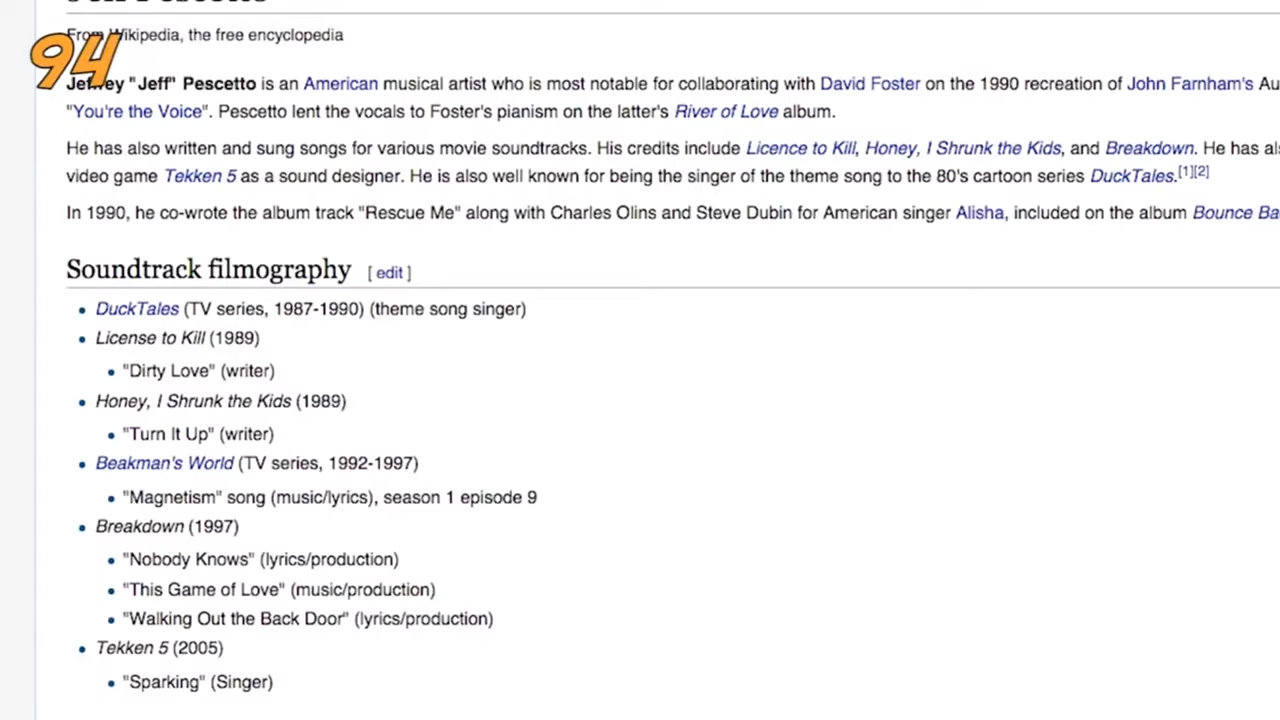 From Wikipedia, the free encyclopedia
94
Jeffrey "Jeff" Pescetto is an American musical artist who is most notable for collaborating with David Foster on the 1990 recreation of John Farnham's Au
"You're the Voice". Pescetto lent the vocals to Foster's pianism on the latter's River of Love album.
He has also written and sung songs for various movie soundtracks. His credits include Licence to Kill, Honey, I Shrunk the Kids, and Breakdown. He has als
video game Tekken 5 as a sound designer. He is also well known for being the singer of the theme song to the 80's cartoon series DuckTales.[1][2]
In 1990, he co-wrote the album track "Rescue Me" along with Charles Olins and Steve Dubin for American singer Alisha, included on the album Bounce Ba
Soundtrack filmography [ edit ]
• DuckTales (TV series, 1987-1990) (theme song singer)
• License to Kill (1989)
• "Dirty Love" (writer)
• Honey, I Shrunk the Kids (1989)
• "Turn It Up" (writer)
• Beakman's World (TV series, 1992-1997)
• "Magnetism" song (music/lyrics), season 1 episode 9
• Breakdown (1997)
• "Nobody Knows" (lyrics/production)
• "This Game of Love" (music/production)
• "Walking Out the Back Door" (lyrics/production)
• Tekken 5 (2005)
• "Sparking" (Singer)